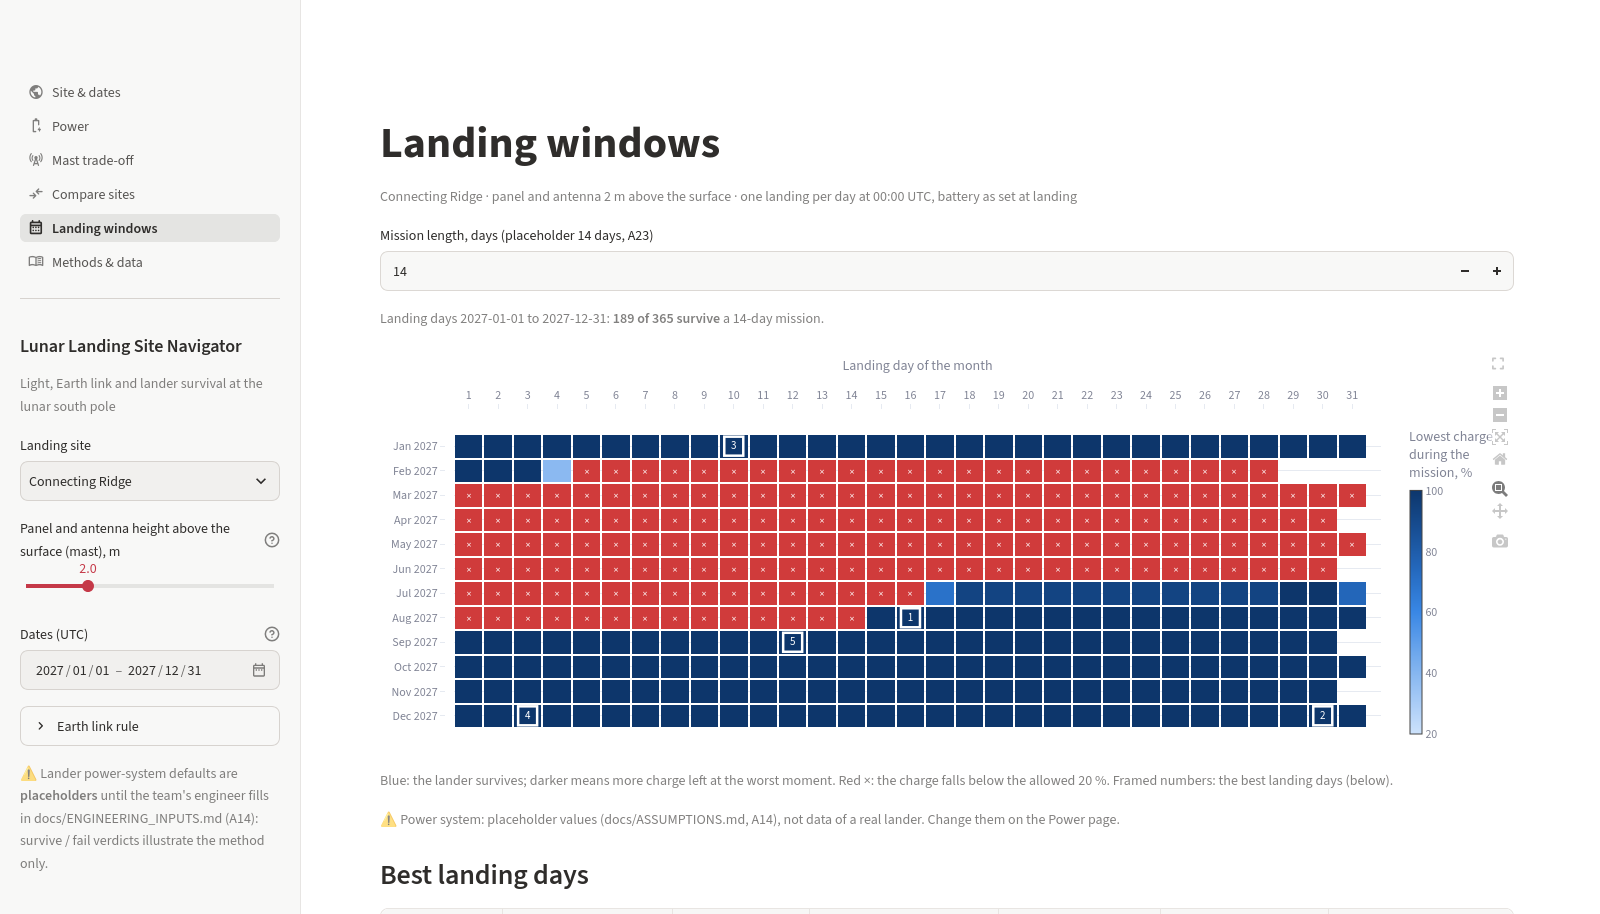 Site & dates
Power
Mast trade-off
Compare sites
Landing windows
Methods & data
Lunar Landing Site Navigator
Light, Earth link and lander survival at the
lunar south pole
Landing site
Connecting Ridge
Panel and antenna height above the
surface (mast), m
2.0
Dates (UTC)
2027/01/01 – 2027/12/31
Earth link rule
⚠️ Lander power-system defaults are
placeholders until the team's engineer fills
in docs/ENGINEERING_INPUTS.md (A14):
survive / fail verdicts illustrate the method
only.
Landing windows
Connecting Ridge · panel and antenna 2 m above the surface · one landing per day at 00:00 UTC, battery as set at landing
Mission length, days (placeholder 14 days, A23)
14
Landing days 2027-01-01 to 2027-12-31: 189 of 365 survive a 14-day mission.
Landing day of the month
1 2 3 4 5 6 7 8 9 10 11 12 13 14 15 16 17 18 19 20 21 22 23 24 25 26 27 28 29 30 31
Jan 2027 3
Feb 2027 × × × × × × × × × × × × × × × × × × × × × × × ×
Mar 2027 × × × × × × × × × × × × × × × × × × × × × × × × × × × × × × ×
Apr 2027 × × × × × × × × × × × × × × × × × × × × × × × × × × × × × ×
May 2027 × × × × × × × × × × × × × × × × × × × × × × × × × × × × × × ×
Jun 2027 × × × × × × × × × × × × × × × × × × × × × × × × × × × × × ×
Jul 2027 × × × × × × × × × × × × × × × ×
Aug 2027 × × × × × × × × × × × × × × 1
Sep 2027 5
Oct 2027
Nov 2027
Dec 2027 4 2
Lowest charge
during the
mission, %
100
80
60
40
20
Blue: the lander survives; darker means more charge left at the worst moment. Red ×: the charge falls below the allowed 20 %. Framed numbers: the best landing days (below).
⚠️ Power system: placeholder values (docs/ASSUMPTIONS.md, A14), not data of a real lander. Change them on the Power page.
Best landing days